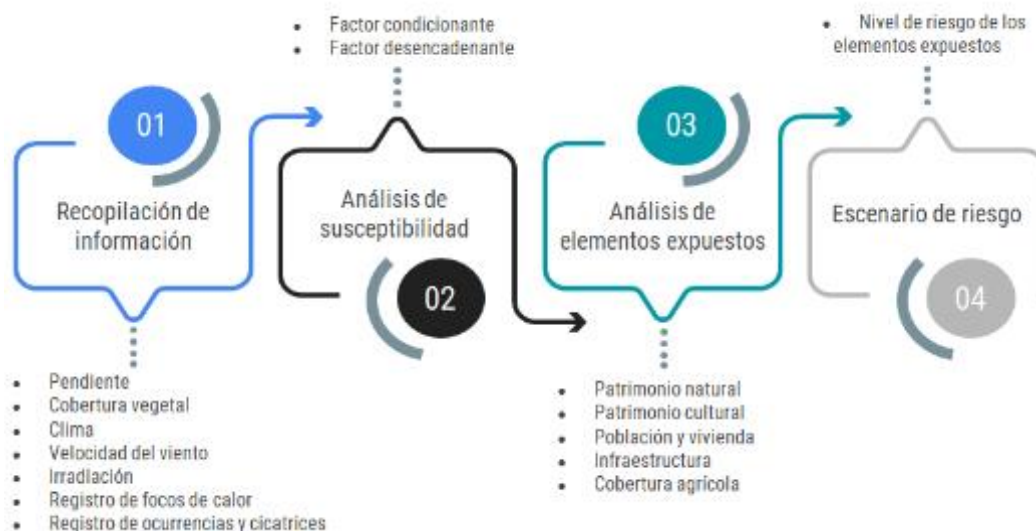 01
Recopilación de
información
• Pendiente
• Cobertura vegetal
• Clima
• Velocidad del viento
• Irradiación
• Registro de focos de calor
• Registro de ocurrencias y cicatrices
• Factor condicionante
• Factor desencadenante
Análisis de
susceptibilidad
02
03
Análisis de
elementos expuestos
• Patrimonio natural
• Patrimonio cultural
• Población y vivienda
• Infraestructura
• Cobertura agrícola
• Nivel de riesgo de los
elementos expuestos
Escenario de riesgo
04